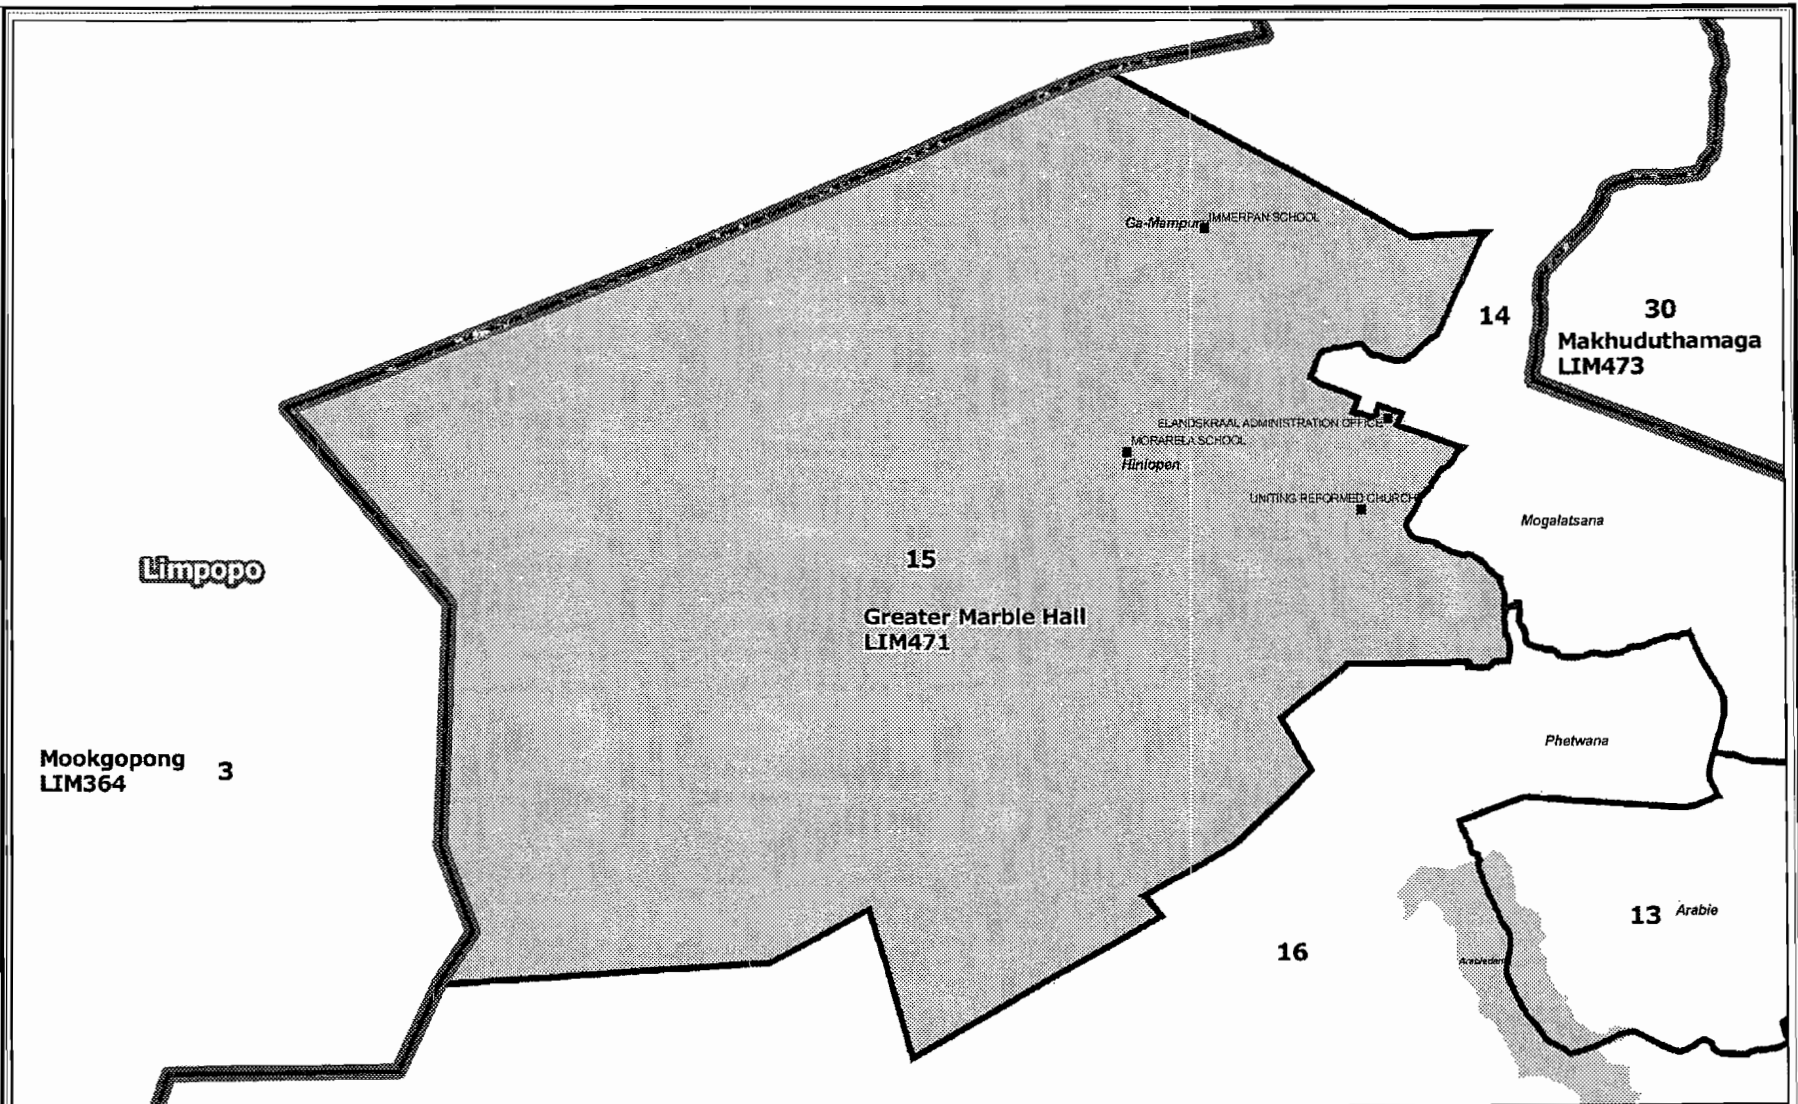 Ga-Mampuru
IMMERPAN SCHOOL
14
30
Makhuduthamaga
LIM473
ELANDSKRAAL ADMINISTRATION OFFICE
MORARELA SCHOOL
Hinlopen
UNITING REFORMED CHURCH
Mogalatsana
15
Limpopo
Greater Marble Hall
LIM471
Phetwana
Mookgopong
LIM364
3
13
Arabie
16
Arabiedam